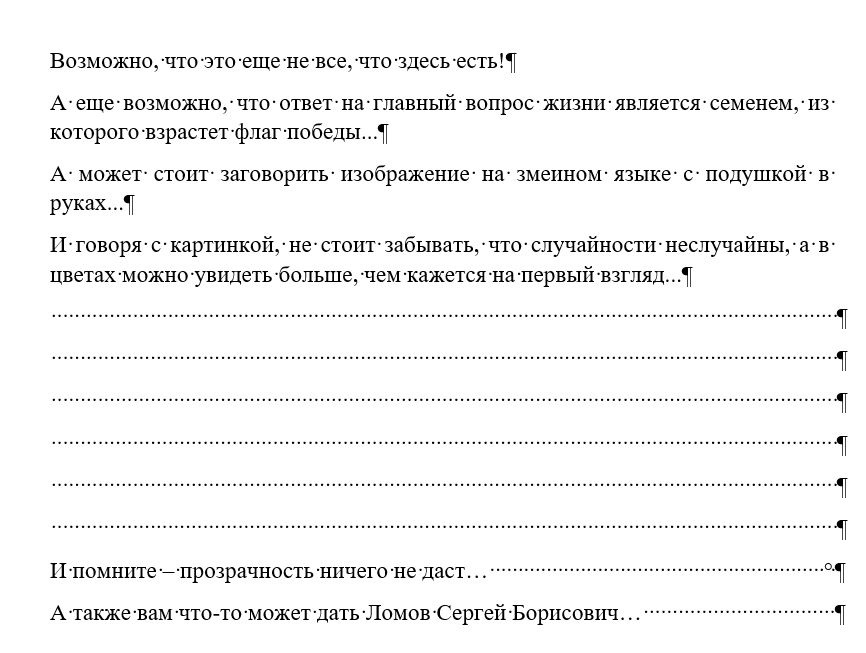 Возможно, что это еще не все, что здесь есть!
А еще возможно, что ответ на главный вопрос жизни является семенем, из
которого взрастет флаг победы...
А может стоит заговорить изображение на змеином языке с подушкой в
руках...
И говоря с картинкой, не стоит забывать, что случайности неслучайны, а в
цветах можно увидеть больше, чем кажется на первый взгляд...
И помните – прозрачность ничего не даст…
А также вам что-то может дать Ломов Сергей Борисович…